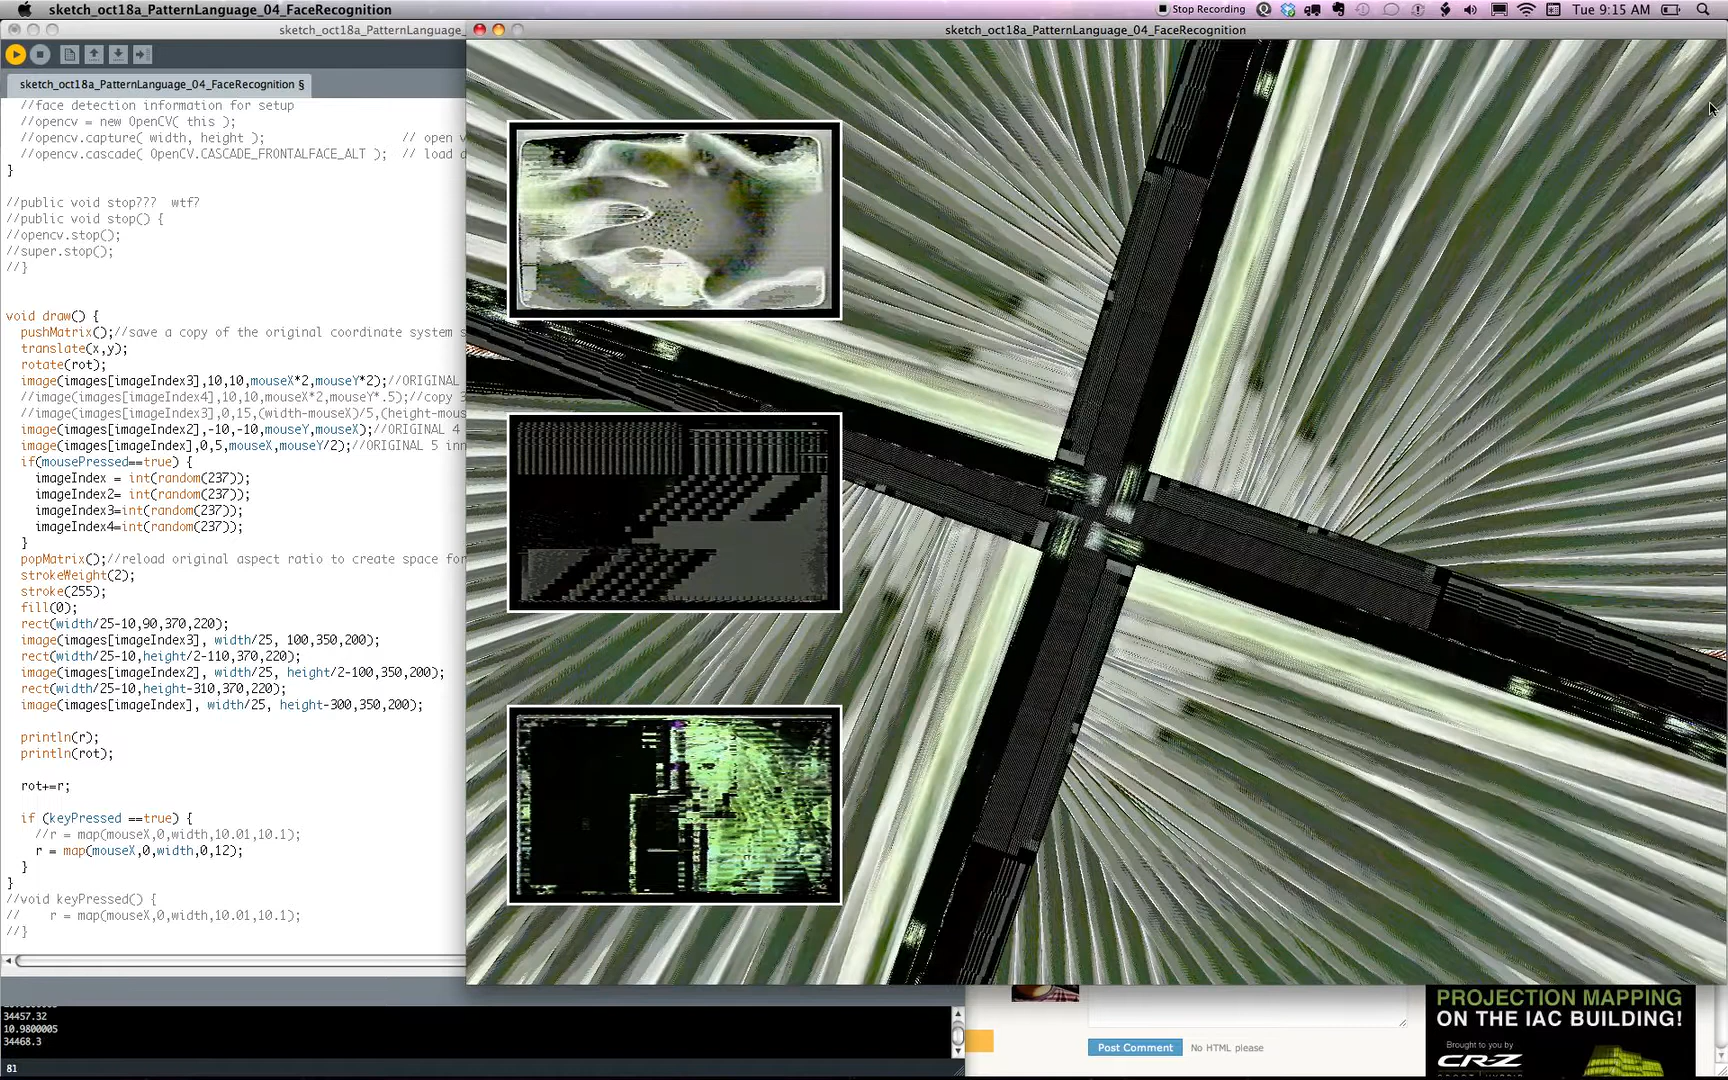 sketch_oct18a_PatternLanguage_04_FaceRecognition
Stop Recording
Tue 9:15 AM
sketch_oct18a_PatternLanguage_
sketch_oct18a_PatternLanguage_04_FaceRecognition
sketch_oct18a_PatternLanguage_04_FaceRecognition §
//face detection information for setup
//opencv = new OpenCV( this );
//opencv.capture( width, height ); // open v
//opencv.cascade( OpenCV.CASCADE_FRONTALFACE_ALT ); // load d
}
//public void stop??? wtf?
//public void stop() {
//opencv.stop();
//super.stop();
//}
void draw() {
pushMatrix();//save a copy of the original coordinate system s
translate(x,y);
rotate(rot);
image(images[imageIndex3],10,10,mouseX*2,mouseY*2);//ORIGINAL
//image(images[imageIndex4],10,10,mouseX*2,mouseY*.5);//copy 3
//image(images[imageIndex3],0,15,(width-mouseX)/5,(height-mous
image(images[imageIndex2],-10,-10,mouseY,mouseX);//ORIGINAL 4
image(images[imageIndex],0,5,mouseX,mouseY/2);//ORIGINAL 5 inn
if(mousePressed==true) {
imageIndex = int(random(237));
imageIndex2= int(random(237));
imageIndex3=int(random(237));
imageIndex4=int(random(237));
}
popMatrix();//reload original aspect ratio to create space for
strokeWeight(2);
stroke(255);
fill(0);
rect(width/25-10,90,370,220);
image(images[imageIndex3], width/25, 100,350,200);
rect(width/25-10,height/2-110,370,220);
image(images[imageIndex2], width/25, height/2-100,350,200);
rect(width/25-10,height-310,370,220);
image(images[imageIndex], width/25, height-300,350,200);
println(r);
println(rot);
rot+=r;
if (keyPressed ==true) {
//r = map(mouseX,0,width,10.01,10.1);
r = map(mouseX,0,width,0,12);
}
}
//void keyPressed() {
// r = map(mouseX,0,width,10.01,10.1);
//}
34457.32
10.9800005
34468.3
81
Post Comment
No HTML please
PROJECTION MAPPING
ON THE IAC BUILDING!
Brought to you by
CR-Z